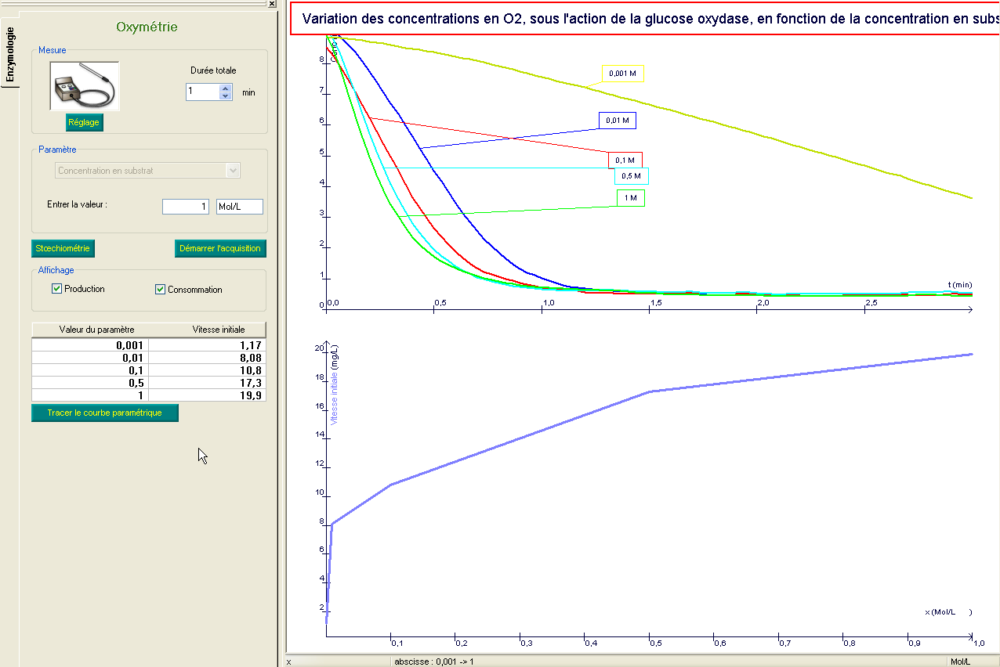 Enzymologie
Oxymétrie
Mesure
Durée totale
1
min
Réglage
Paramètre
Concentration en substrat
Entrer la valeur :
1
Mol/L
Stœchiométrie
Démarrer l'acquisition
Affichage
Production
Consommation
Valeur du paramètre Vitesse initiale
0,001 1,17
0,01 8,08
0,1 10,8
0,5 17,3
1 19,9
Tracer le courbe paramétrique
Variation des concentrations en O2, sous l'action de la glucose oxydase, en fonction de la concentration en subs
8
7
6
5
4
3
2
1
0
0,001 M
0,01 M
0,1 M
0,5 M
1 M
t (min)
0,0 0,5 1,0 1,5 2,0 2,5
20
18
16
14
12
10
8
6
4
2
Vitesse initiale (mg/L)
x (Mol/L )
0,1 0,2 0,3 0,4 0,5 0,6 0,7 0,8 0,9 1,0
x
abscisse : 0,001 -> 1
Mol/L